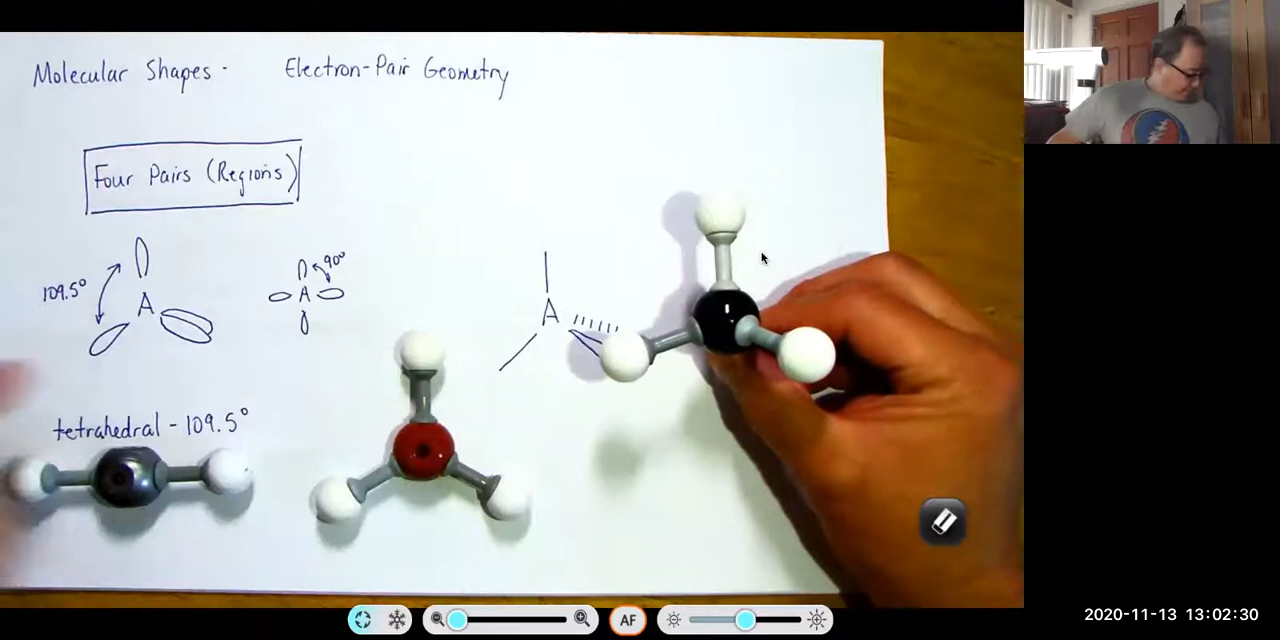 Molecular Shapes - Electron-Pair Geometry
Four Pairs (Regions)
109.5°
A
90°
A
A
tetrahedral - 109.5°
AF
2020-11-13 13:02:30